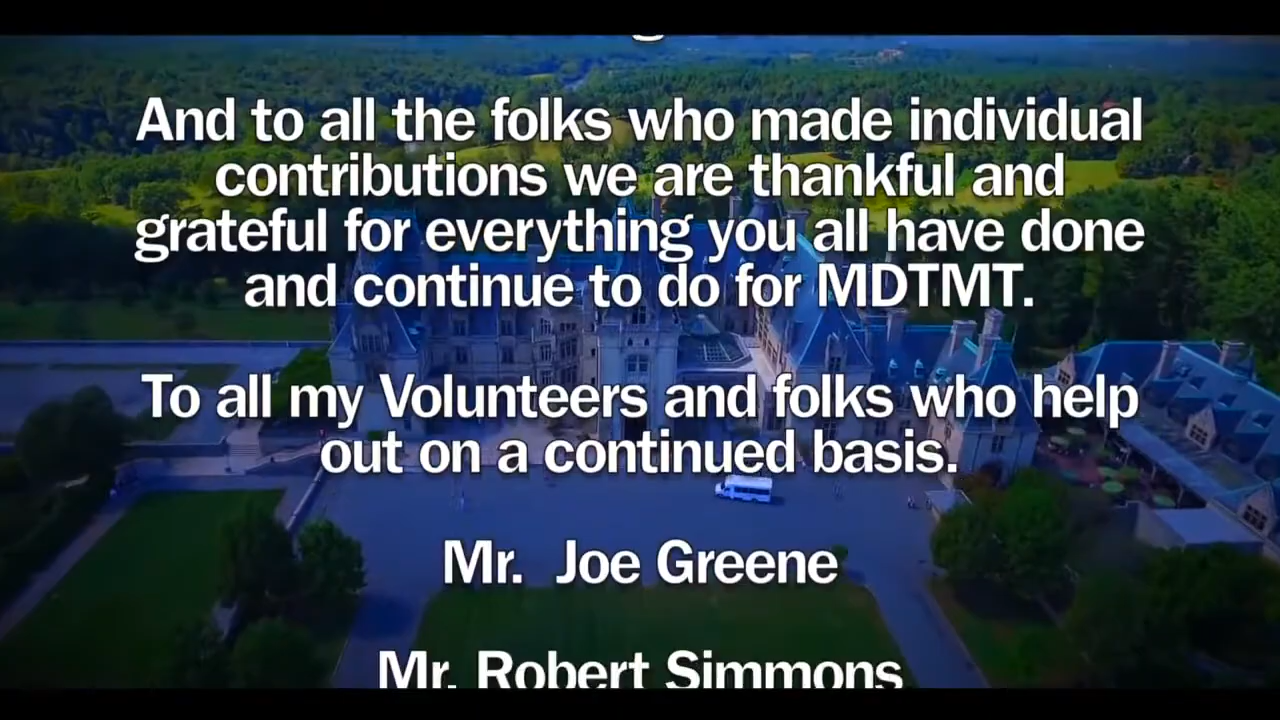 And to all the folks who made individual
contributions we are thankful and
grateful for everything you all have done
and continue to do for MDTMT.
To all my Volunteers and folks who help
out on a continued basis.
Mr. Joe Greene
Mr. Robert Simmons